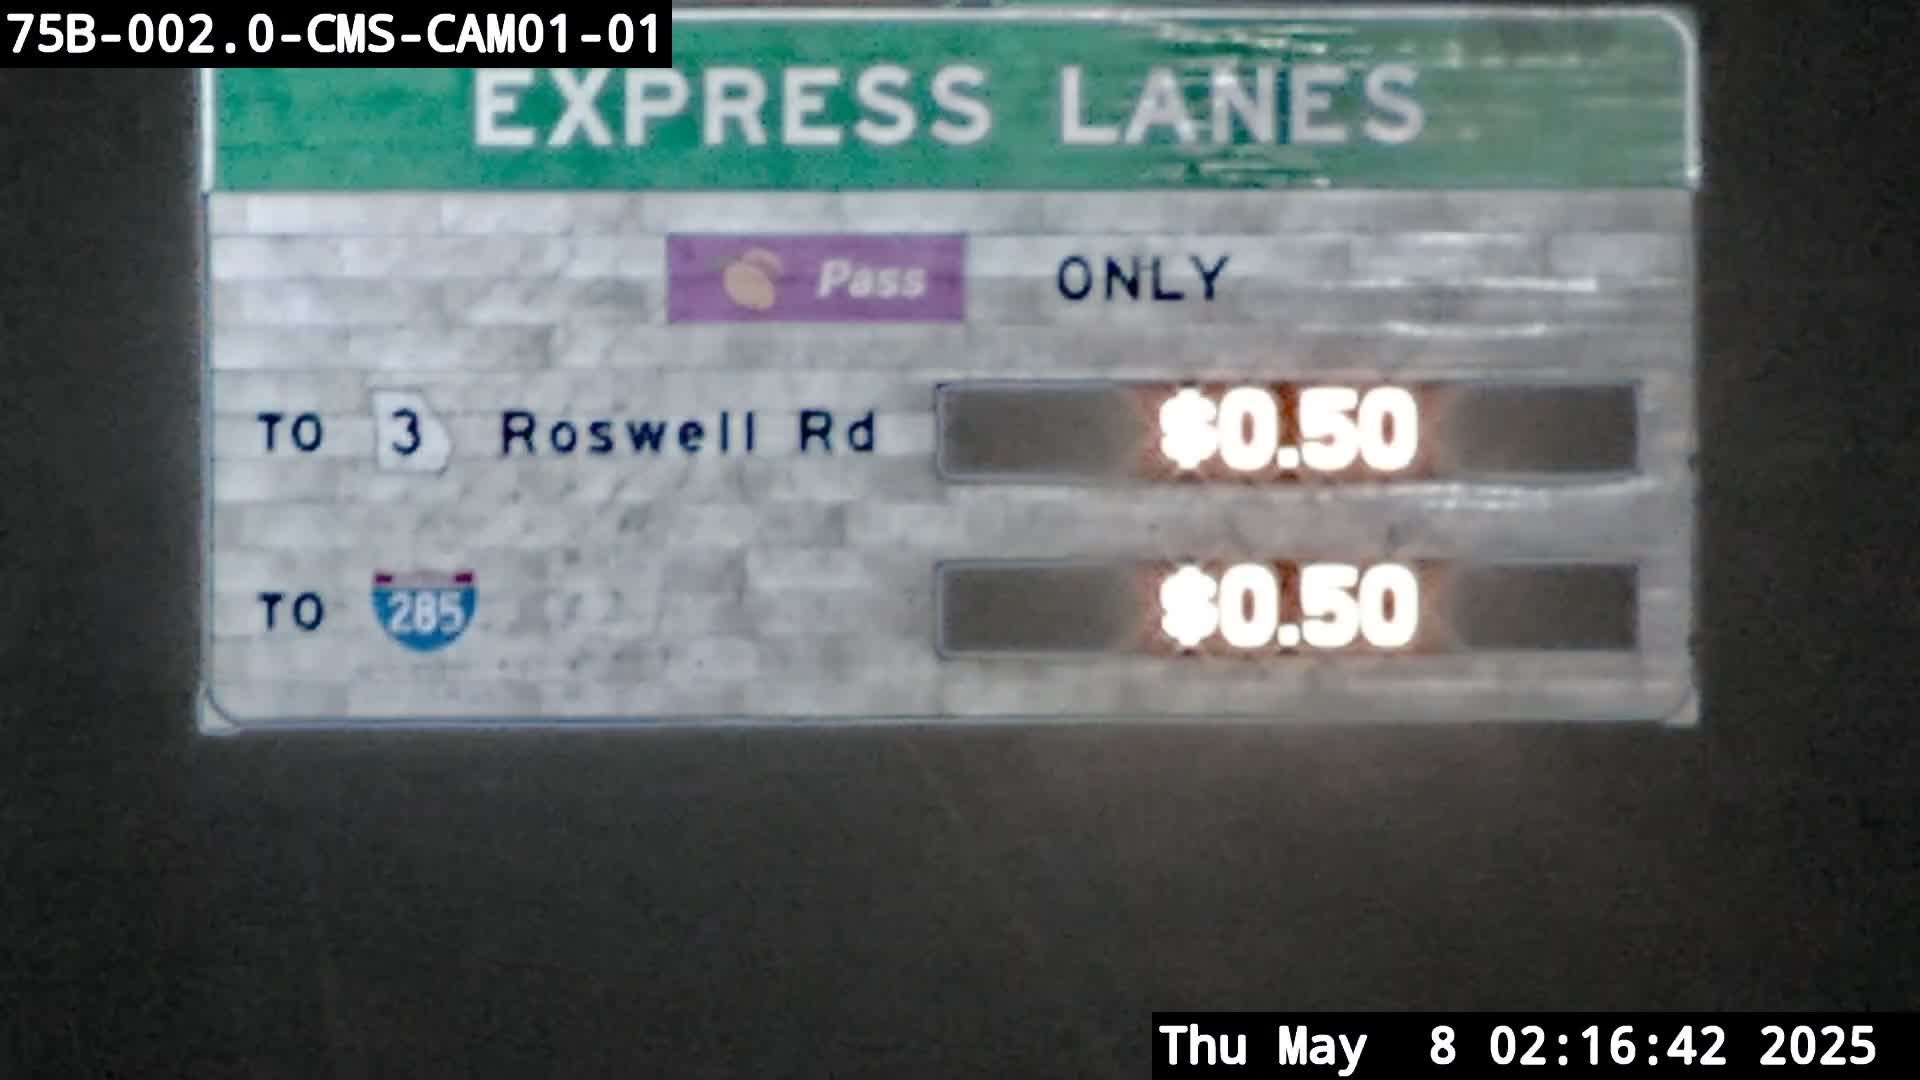 75B-002.0-CMS-CAM01-01
EXPRESS LANES
Pass ONLY
TO 3 Roswell Rd $0.50
TO 285 $0.50
Thu May 8 02:16:42 2025